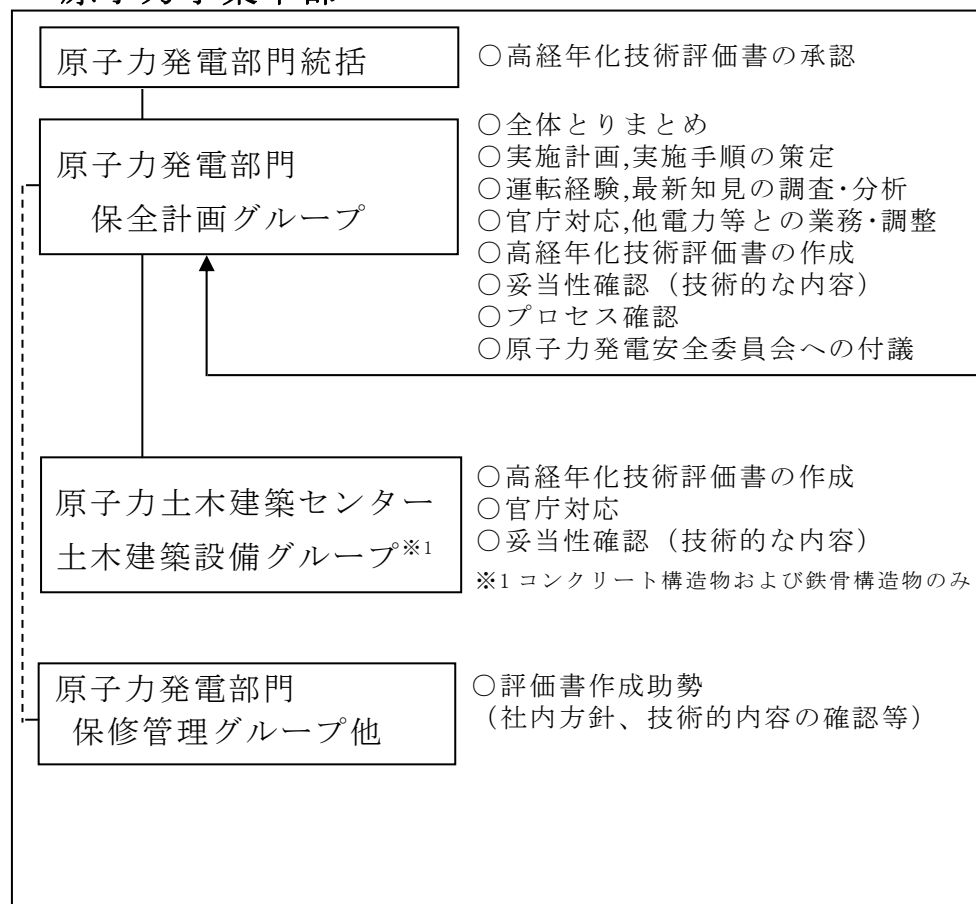 原子力事業本部
原子力発電部門統括
○高経年化技術評価書の承認
原子力発電部門
保全計画グループ
○全体とりまとめ
○実施計画,実施手順の策定
○運転経験,最新知見の調査･分析
○官庁対応,他電力等との業務･調整
○高経年化技術評価書の作成
○妥当性確認（技術的な内容）
○プロセス確認
○原子力発電安全委員会への付議
原子力土木建築センター
土木建築設備グループ※1
○高経年化技術評価書の作成
○官庁対応
○妥当性確認（技術的な内容）
※1 コンクリート構造物および鉄骨構造物のみ
原子力発電部門
保修管理グループ他
○評価書作成助勢
（社内方針、技術的内容の確認等）